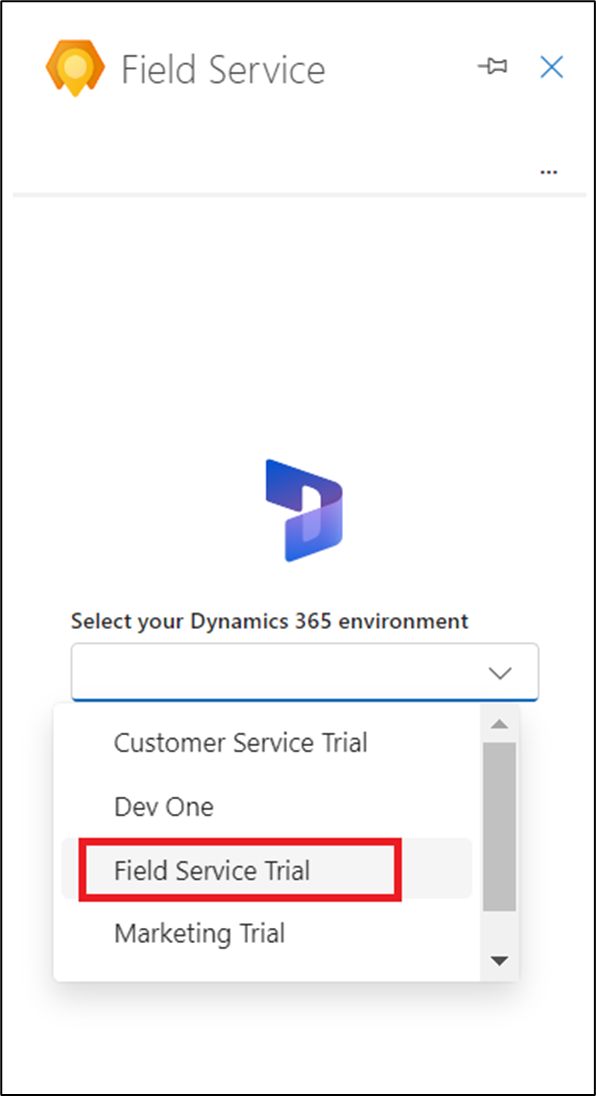 Field Service
...
Select your Dynamics 365 environment
Customer Service Trial
Dev One
Field Service Trial
Marketing Trial